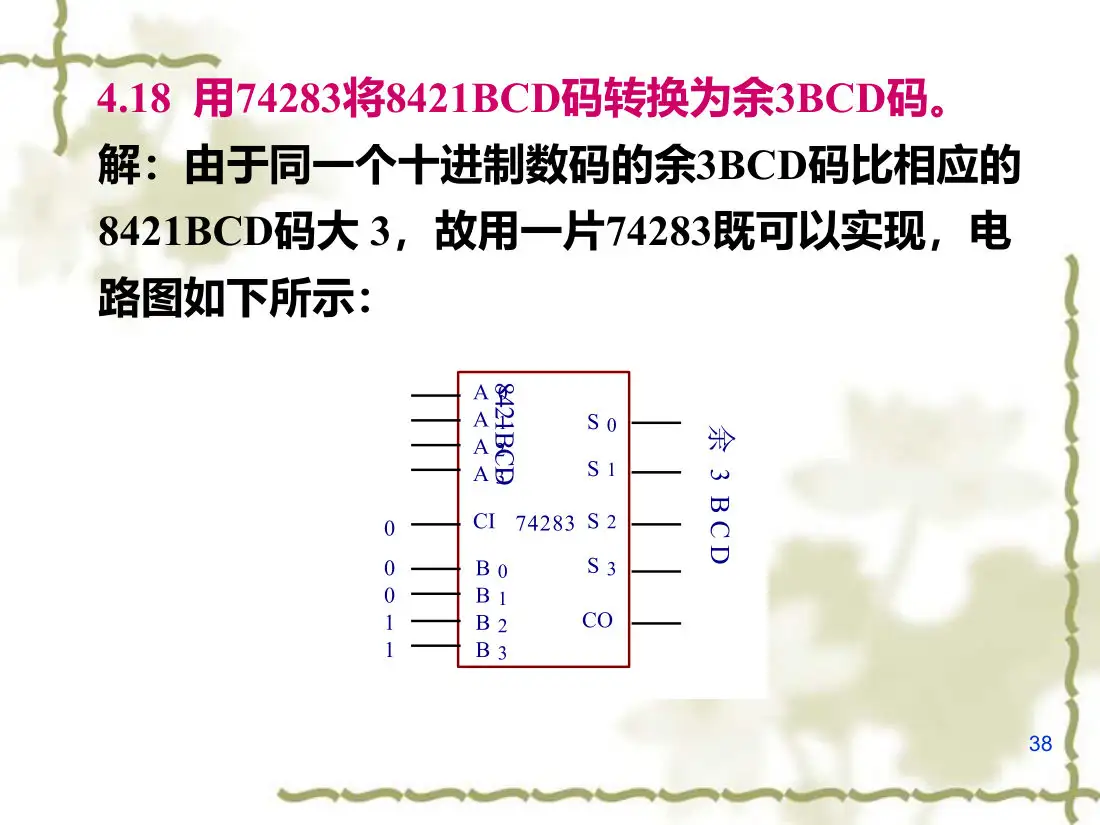 4.18 用74283将8421BCD码转换为余3BCD码。
解：由于同一个十进制数码的余3BCD码比相应的
8421BCD码大 3，故用一片74283既可以实现，电
路图如下所示：
8421BCD
A
A
A
A
CI
74283
B 0
B 1
B 2
B 3
0
0
0
1
1
S 0
S 1
S 2
S 3
CO
余 3 BCD
38